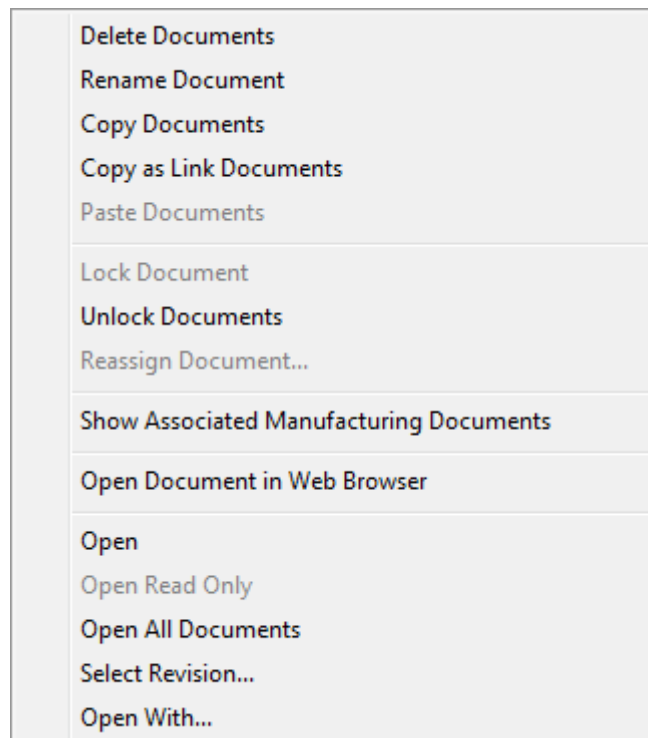 Delete Documents
Rename Document
Copy Documents
Copy as Link Documents
Paste Documents
Lock Document
Unlock Documents
Reassign Document...
Show Associated Manufacturing Documents
Open Document in Web Browser
Open
Open Read Only
Open All Documents
Select Revision...
Open With...